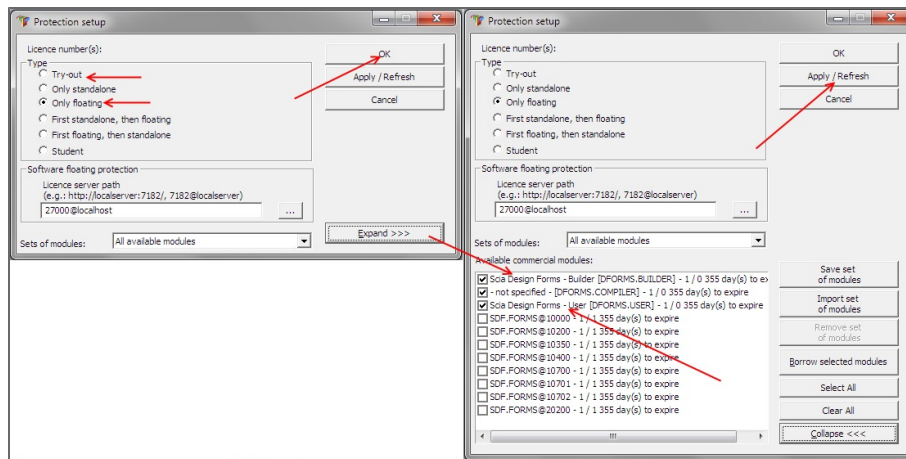 Protection setup
Licence number(s):
Type
Try-out
Only standalone
Only floating
First standalone, then floating
First floating, then standalone
Student
OK
Apply / Refresh
Cancel
Software floating protection
Licence server path
(e.g.: http://localserver:7182/, 7182@localserver)
27000@localhost
...
Sets of modules:
All available modules
Expand >>>
Protection setup
Licence number(s):
Type
Try-out
Only standalone
Only floating
First standalone, then floating
First floating, then standalone
Student
OK
Apply / Refresh
Cancel
Software floating protection
Licence server path
(e.g.: http://localserver:7182/, 7182@localserver)
27000@localhost
...
Sets of modules:
All available modules
Available commercial modules:
Scia Design Forms - Builder [DFORMS.BUILDER] - 1 / 0 355 day(s) to ex
- not specified - [DFORMS.COMPILER] - 1 / 0 355 day(s) to expire
Scia Design Forms - User [DFORMS.USER] - 1 / 0 355 day(s) to expire
SDF.FORMS@10000 - 1 / 1 355 day(s) to expire
SDF.FORMS@10200 - 1 / 1 355 day(s) to expire
SDF.FORMS@10350 - 1 / 1 355 day(s) to expire
SDF.FORMS@10400 - 1 / 1 355 day(s) to expire
SDF.FORMS@10700 - 1 / 1 355 day(s) to expire
SDF.FORMS@10701 - 1 / 1 355 day(s) to expire
SDF.FORMS@10702 - 1 / 1 355 day(s) to expire
SDF.FORMS@20200 - 1 / 1 355 day(s) to expire
Save set
of modules
Import set
of modules
Remove set
of modules
Borrow selected modules
Select All
Clear All
Collapse <<<